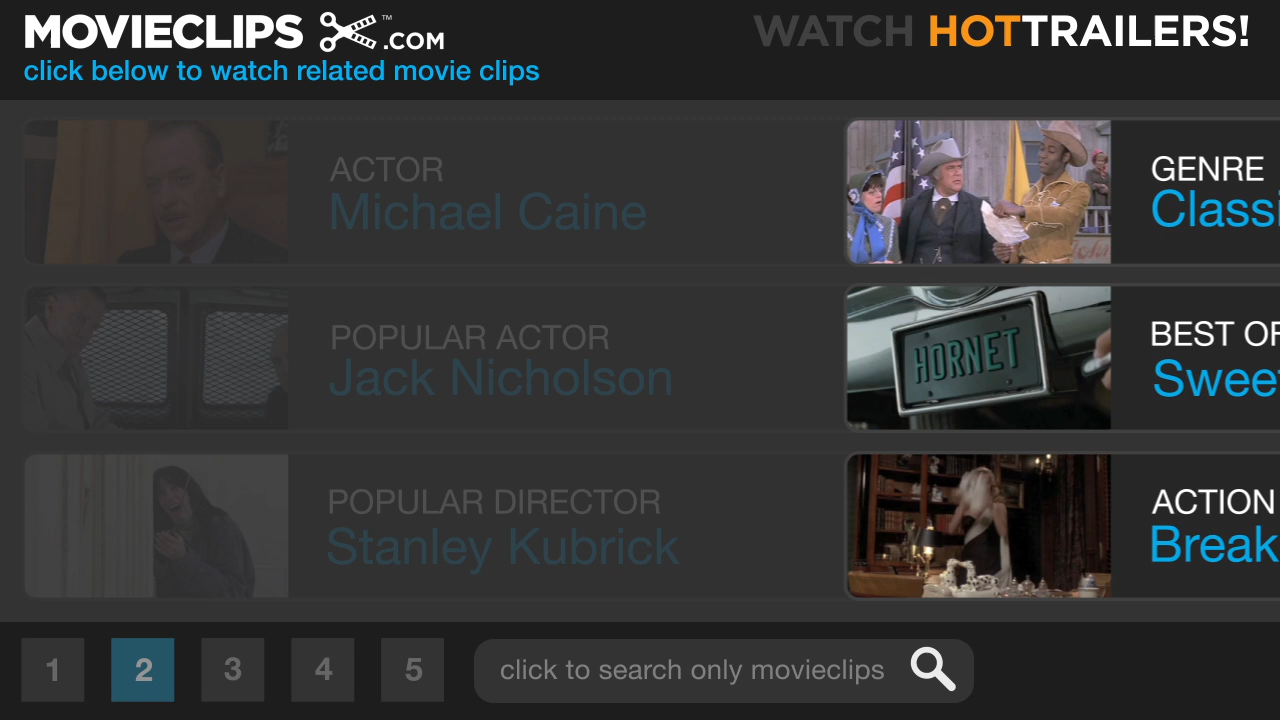 MOVIECLIPS ™ .COM
WATCH HOTTRAILERS!
click below to watch related movie clips
ACTOR
Michael Caine
GENRE
Classi
POPULAR ACTOR
Jack Nicholson
HORNET
BEST OF
Sweet
POPULAR DIRECTOR
Stanley Kubrick
ACTION
Break
1
2
3
4
5
click to search only movieclips